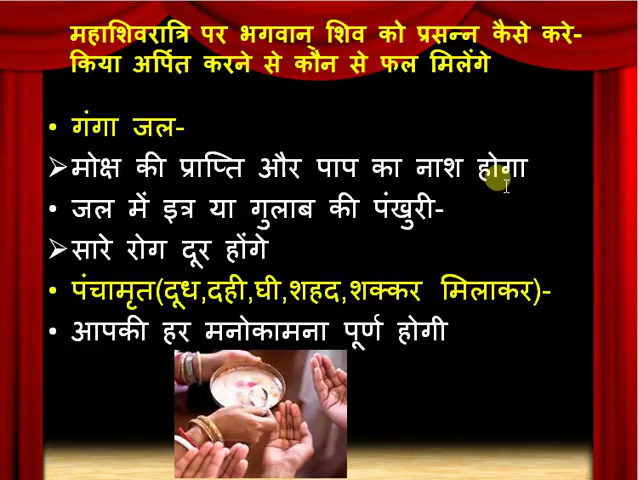 महाशिवरात्रि पर भगवान् शिव को प्रसन्न कैसे करे-
किया अर्पित करने से कौन से फल मिलेंगे
• गंगा जल-
➢मोक्ष की प्राप्ति और पाप का नाश होगा
• जल में इत्र या गुलाब की पंखुरी-
➢सारे रोग दूर होंगे
• पंचामृत(दूध,दही,घी,शहद,शक्कर मिलाकर)-
• आपकी हर मनोकामना पूर्ण होगी